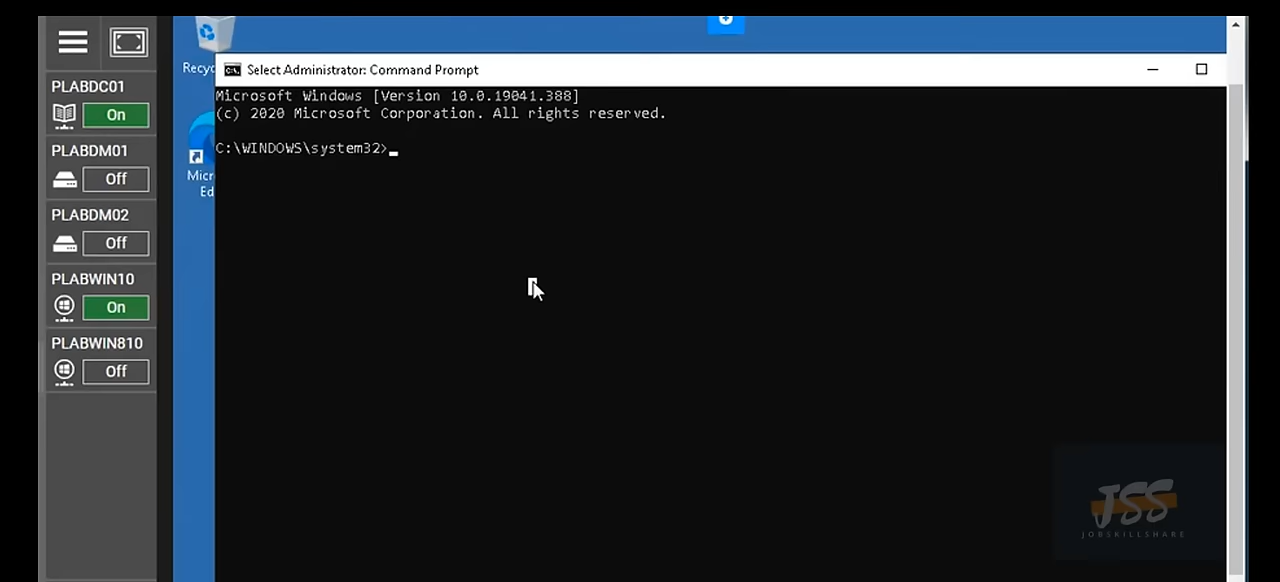 PLABDC01
On
PLABDM01
Off
PLABDM02
Off
PLABWIN10
On
PLABWIN810
Off
Recyc
Micr
Ed
Select Administrator: Command Prompt
Microsoft Windows [Version 10.0.19041.388]
(c) 2020 Microsoft Corporation. All rights reserved.
C:\WINDOWS\system32>
JSS
JOBSKILLSHARE